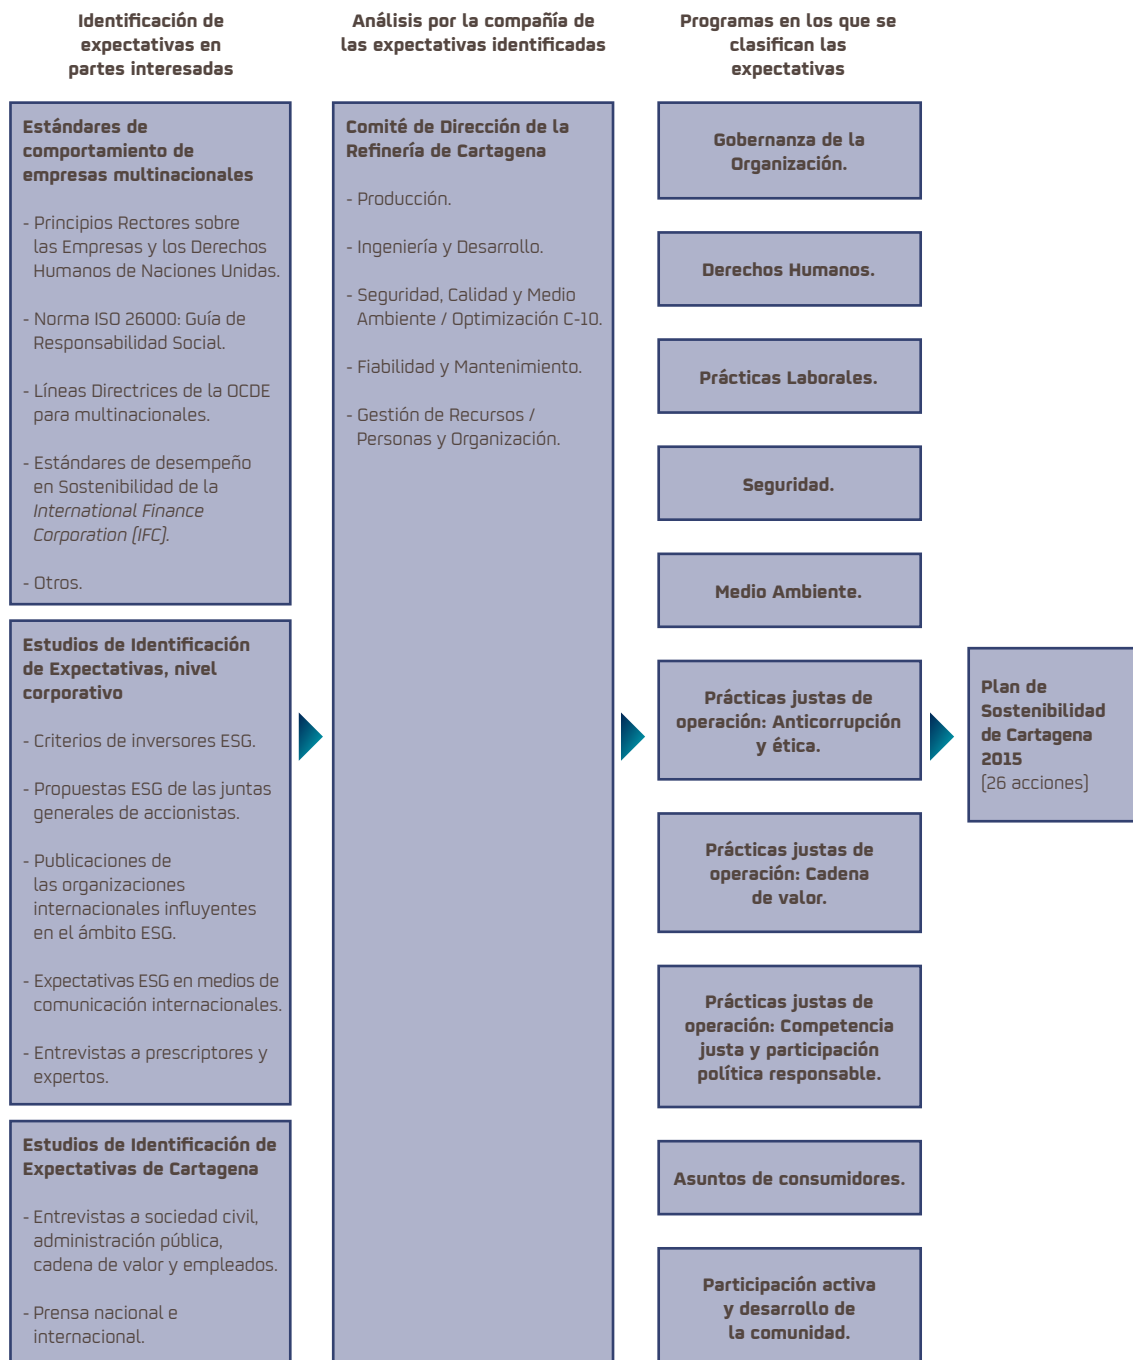 Identificación de
expectativas en
partes interesadas
Estándares de
comportamiento de
empresas multinacionales
- Principios Rectores sobre
las Empresas y los Derechos
Humanos de Naciones Unidas.
- Norma ISO 26000: Guía de
Responsabilidad Social.
- Líneas Directrices de la OCDE
para multinacionales.
- Estándares de desempeño
en Sostenibilidad de la
International Finance
Corporation (IFC).
- Otros.
Estudios de Identificación
de Expectativas, nivel
corporativo
- Criterios de inversores ESG.
- Propuestas ESG de las juntas
generales de accionistas.
- Publicaciones de
las organizaciones
internacionales influyentes
en el ámbito ESG.
- Expectativas ESG en medios de
comunicación internacionales.
- Entrevistas a prescriptores y
expertos.
Estudios de Identificación de
Expectativas de Cartagena
- Entrevistas a sociedad civil,
administración pública,
cadena de valor y empleados.
- Prensa nacional e
internacional.
Análisis por la compañía de
las expectativas identificadas
Comité de Dirección de la
Refinería de Cartagena
- Producción.
- Ingeniería y Desarrollo.
- Seguridad, Calidad y Medio
Ambiente / Optimización C-10.
- Fiabilidad y Mantenimiento.
- Gestión de Recursos /
Personas y Organización.
Programas en los que se
clasifican las
expectativas
Gobernanza de la
Organización.
Derechos Humanos.
Prácticas Laborales.
Seguridad.
Medio Ambiente.
Prácticas justas de
operación: Anticorrupción
y ética.
Prácticas justas de
operación: Cadena
de valor.
Prácticas justas de
operación: Competencia
justa y participación
política responsable.
Asuntos de consumidores.
Participación activa
y desarrollo de
la comunidad.
Plan de
Sostenibilidad
de Cartagena
2015
(26 acciones)